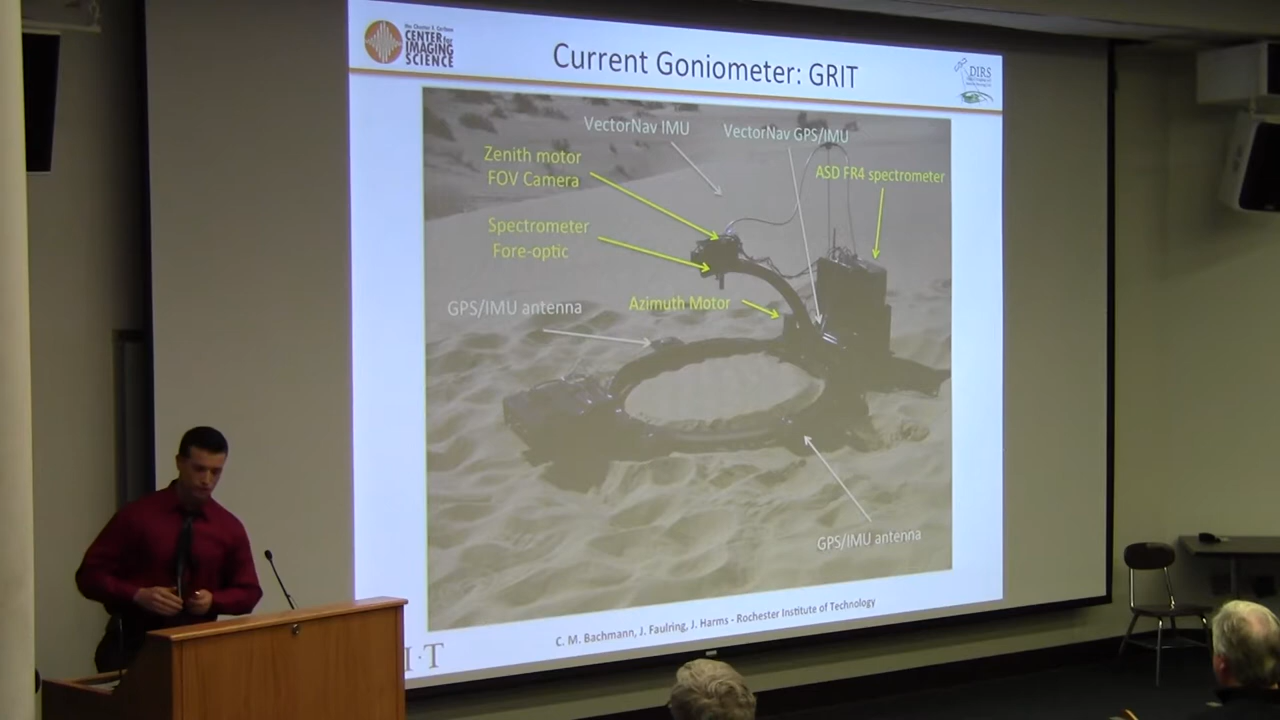 CENTER for
IMAGING
SCIENCE
Current Goniometer: GRIT
DIRS
VectorNav IMU
VectorNav GPS/IMU
Zenith motor
FOV Camera
ASD FR4 spectrometer
Spectrometer
Fore-optic
GPS/IMU antenna
Azimuth Motor
GPS/IMU antenna
C. M. Bachmann, J. Faulring, J. Harms - Rochester Institute of Technology
I·T